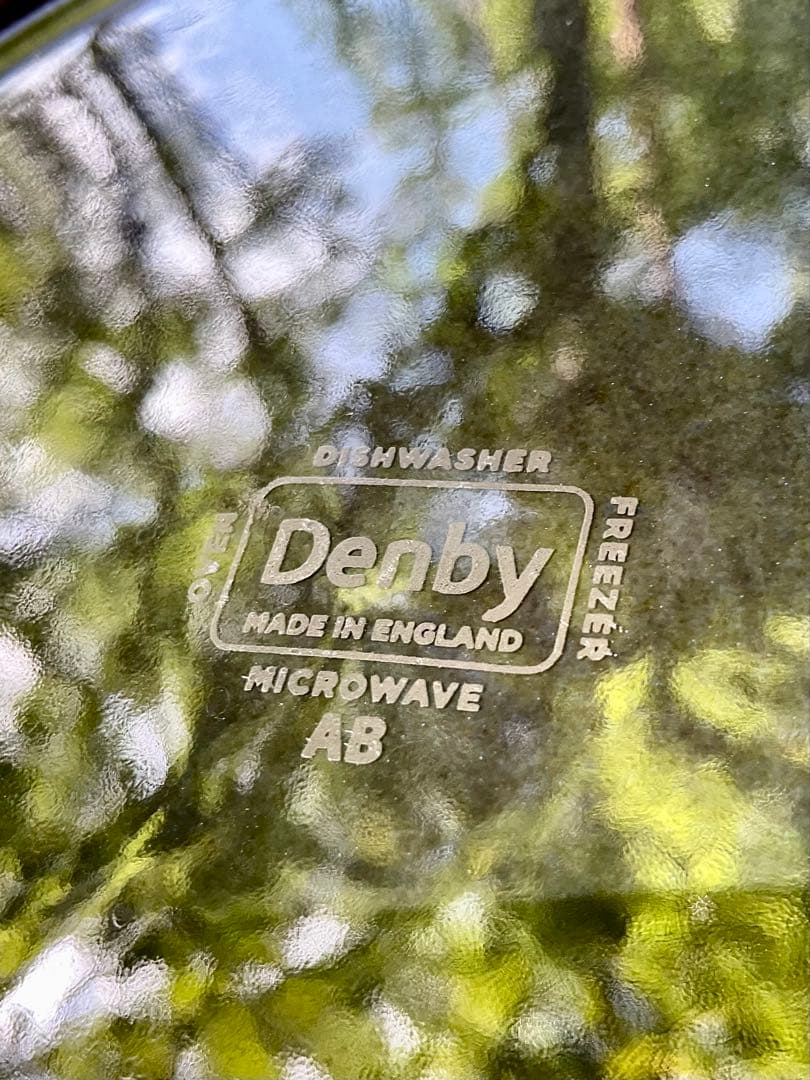 DISHWASHER
OVEN
Denby
MADE IN ENGLAND
FREEZER
MICROWAVE
AB